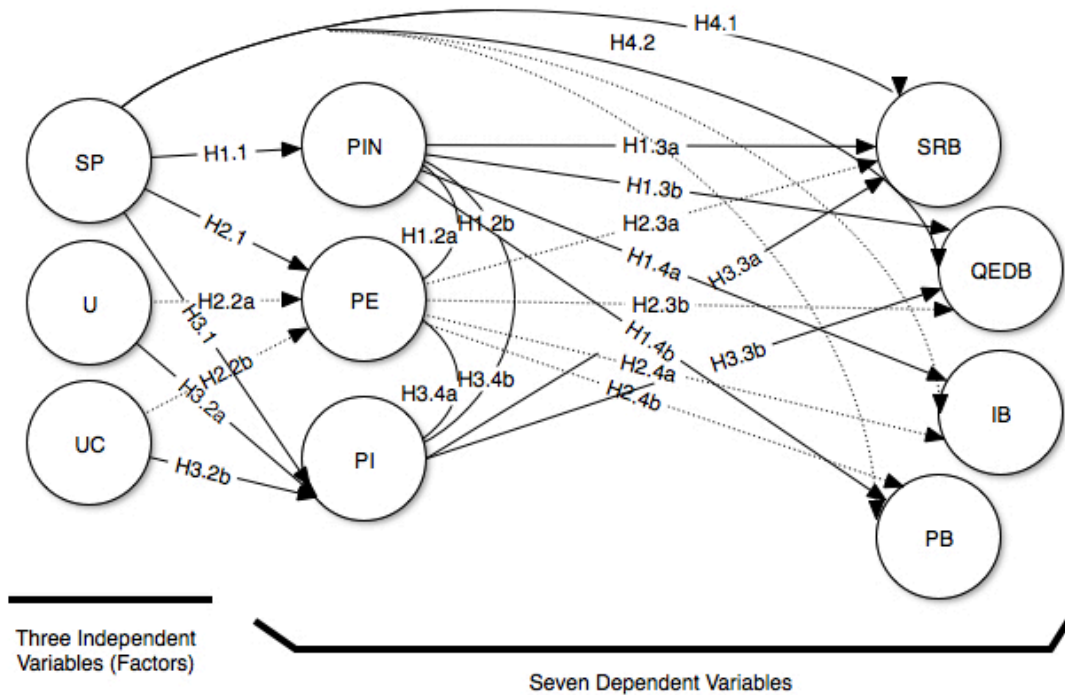 H4.1
H4.2
SP
PIN
SRB
H1.1
H1.3a
H1.3b
H2.1
H1.2a
H1.2b
H2.3a
H1.4a
H3.3a
U
PE
QEDB
H2.2a
H2.3b
H3.1
H1.4b
H2.2b
H3.2a
H3.4a
H3.4b
H2.4a
H2.4b
H3.3b
UC
PI
IB
H3.2b
PB
Three Independent
Variables (Factors)
Seven Dependent Variables